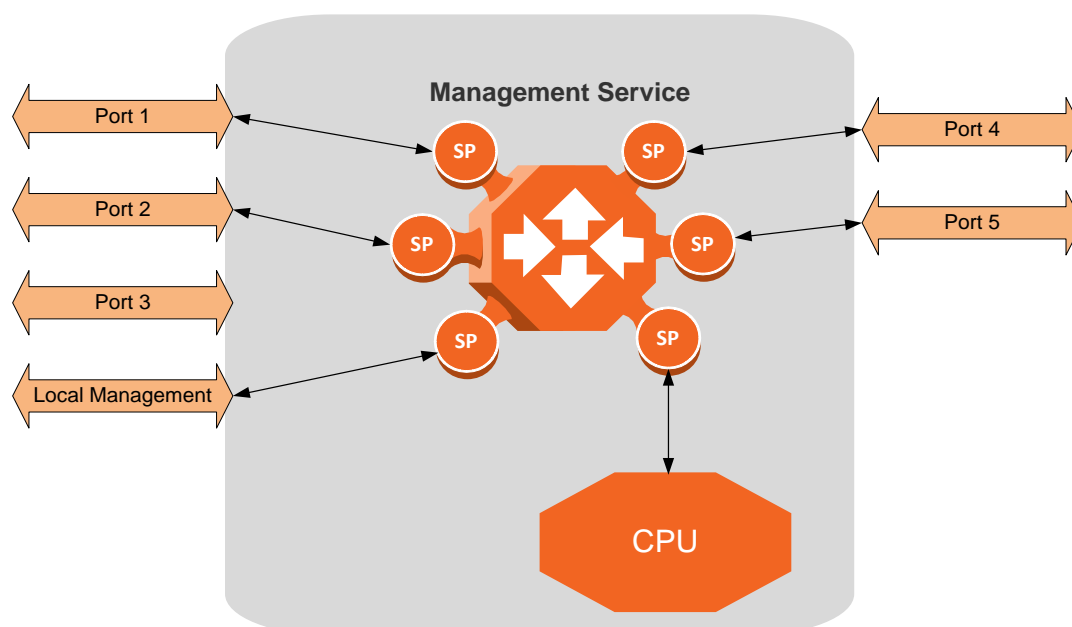 Management Service
Port 1
Port 4
SP
SP
Port 2
Port 5
SP
SP
Port 3
SP
SP
Local Management
CPU